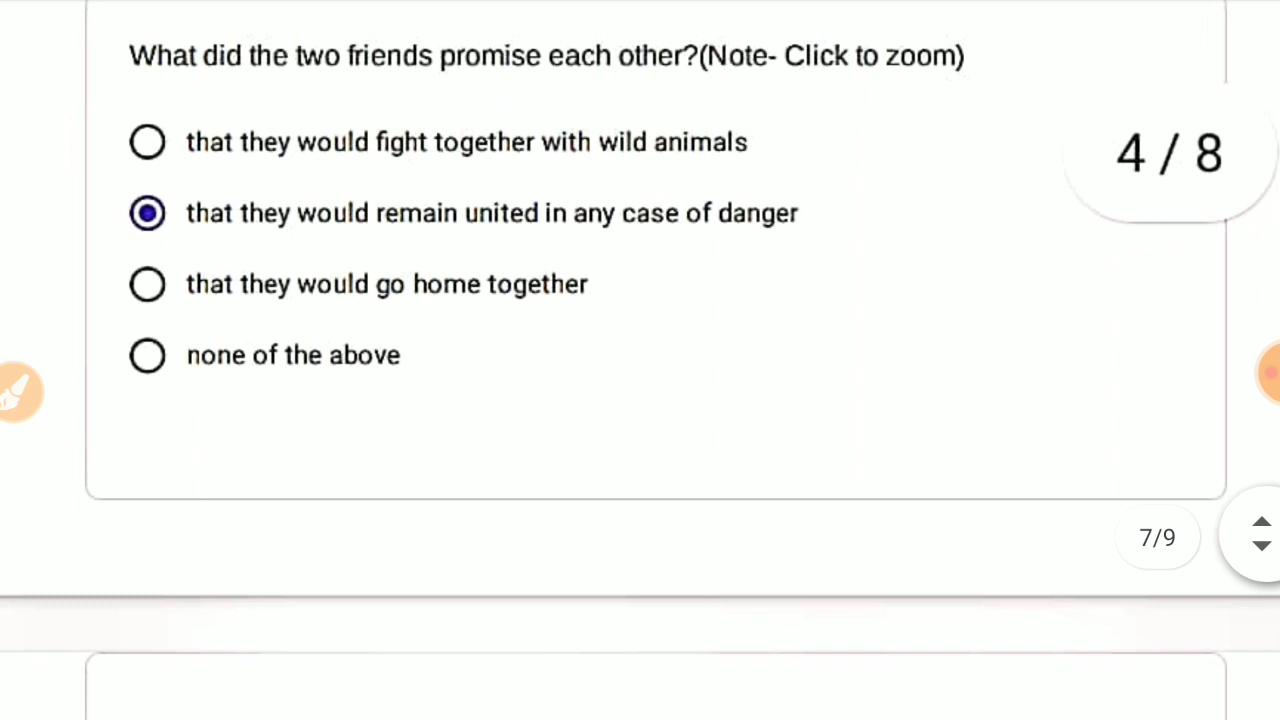 What did the two friends promise each other?(Note- Click to zoom)
that they would fight together with wild animals
4 / 8
that they would remain united in any case of danger
that they would go home together
none of the above
7/9